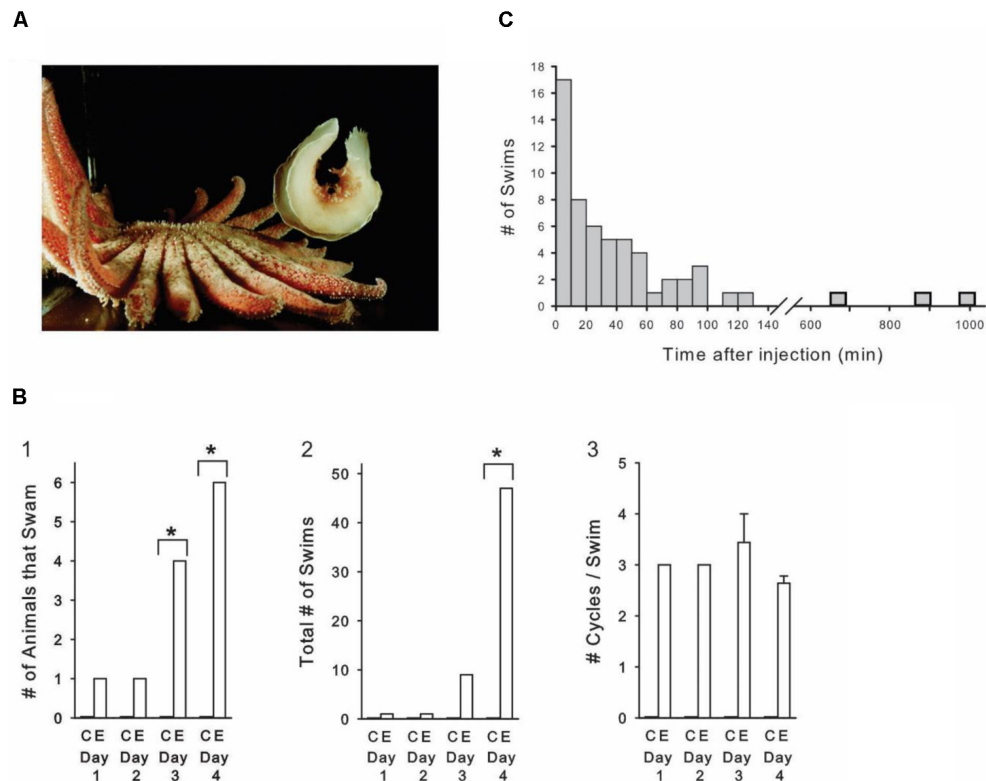 A
C
18
16
14
12
10
8
6
4
2
0
# of Swims
0 20 40 60 80 100 120 140 600 800 1000
Time after injection (min)
B
1
# of Animals that Swam
6
5
4
3
2
1
0
*
*
C E C E C E C E
Day Day Day Day
1 2 3 4
2
Total # of Swims
50
40
30
20
10
0
*
C E C E C E C E
Day Day Day Day
1 2 3 4
3
# Cycles / Swim
5
4
3
2
1
0
C E C E C E C E
Day Day Day Day
1 2 3 4